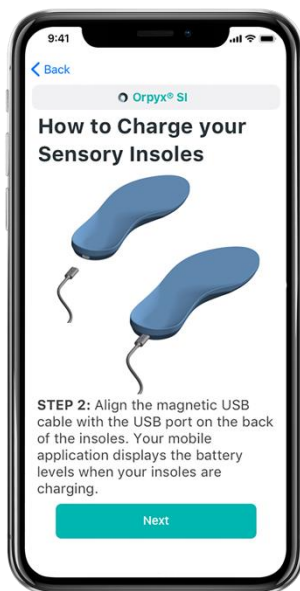 9:41
Back
Orpyx® SI
How to Charge your
Sensory Insoles
STEP 2: Align the magnetic USB
cable with the USB port on the back
of the insoles. Your mobile
application displays the battery
levels when your insoles are
charging.
Next